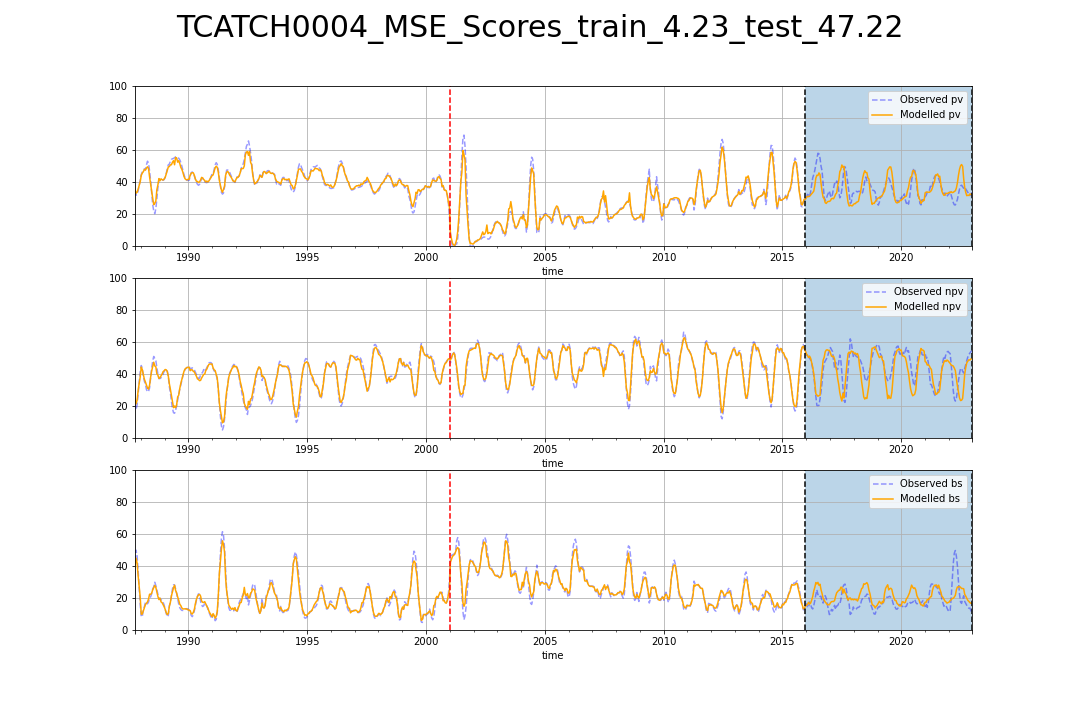 TCATCH0004_MSE_Scores_train_4.23_test_47.22
100
80
60
40
20
0
Observed pv
Modelled pv
1990 1995 2000 2005 2010 2015 2020
time
100
80
60
40
20
0
Observed npv
Modelled npv
1990 1995 2000 2005 2010 2015 2020
time
100
80
60
40
20
0
Observed bs
Modelled bs
1990 1995 2000 2005 2010 2015 2020
time